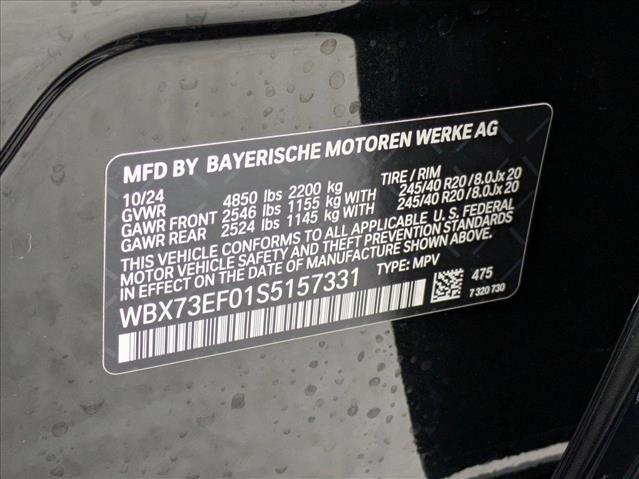 MFD BY BAYERISCHE MOTOREN WERKE AG
10/24 TIRE / RIM
GVWR 4850 lbs 2200 kg
GAWR FRONT 2546 lbs 1155 kg WITH 245/40 R20 / 8.0Jx 20
GAWR REAR 2524 lbs 1145 kg WITH 245/40 R20 / 8.0Jx 20
THIS VEHICLE CONFORMS TO ALL APPLICABLE U. S. FEDERAL
MOTOR VEHICLE SAFETY AND THEFT PREVENTION STANDARDS
IN EFFECT ON THE DATE OF MANUFACTURE SHOWN ABOVE.
WBX73EF01S5157331 TYPE: MPV
475
7 320 730